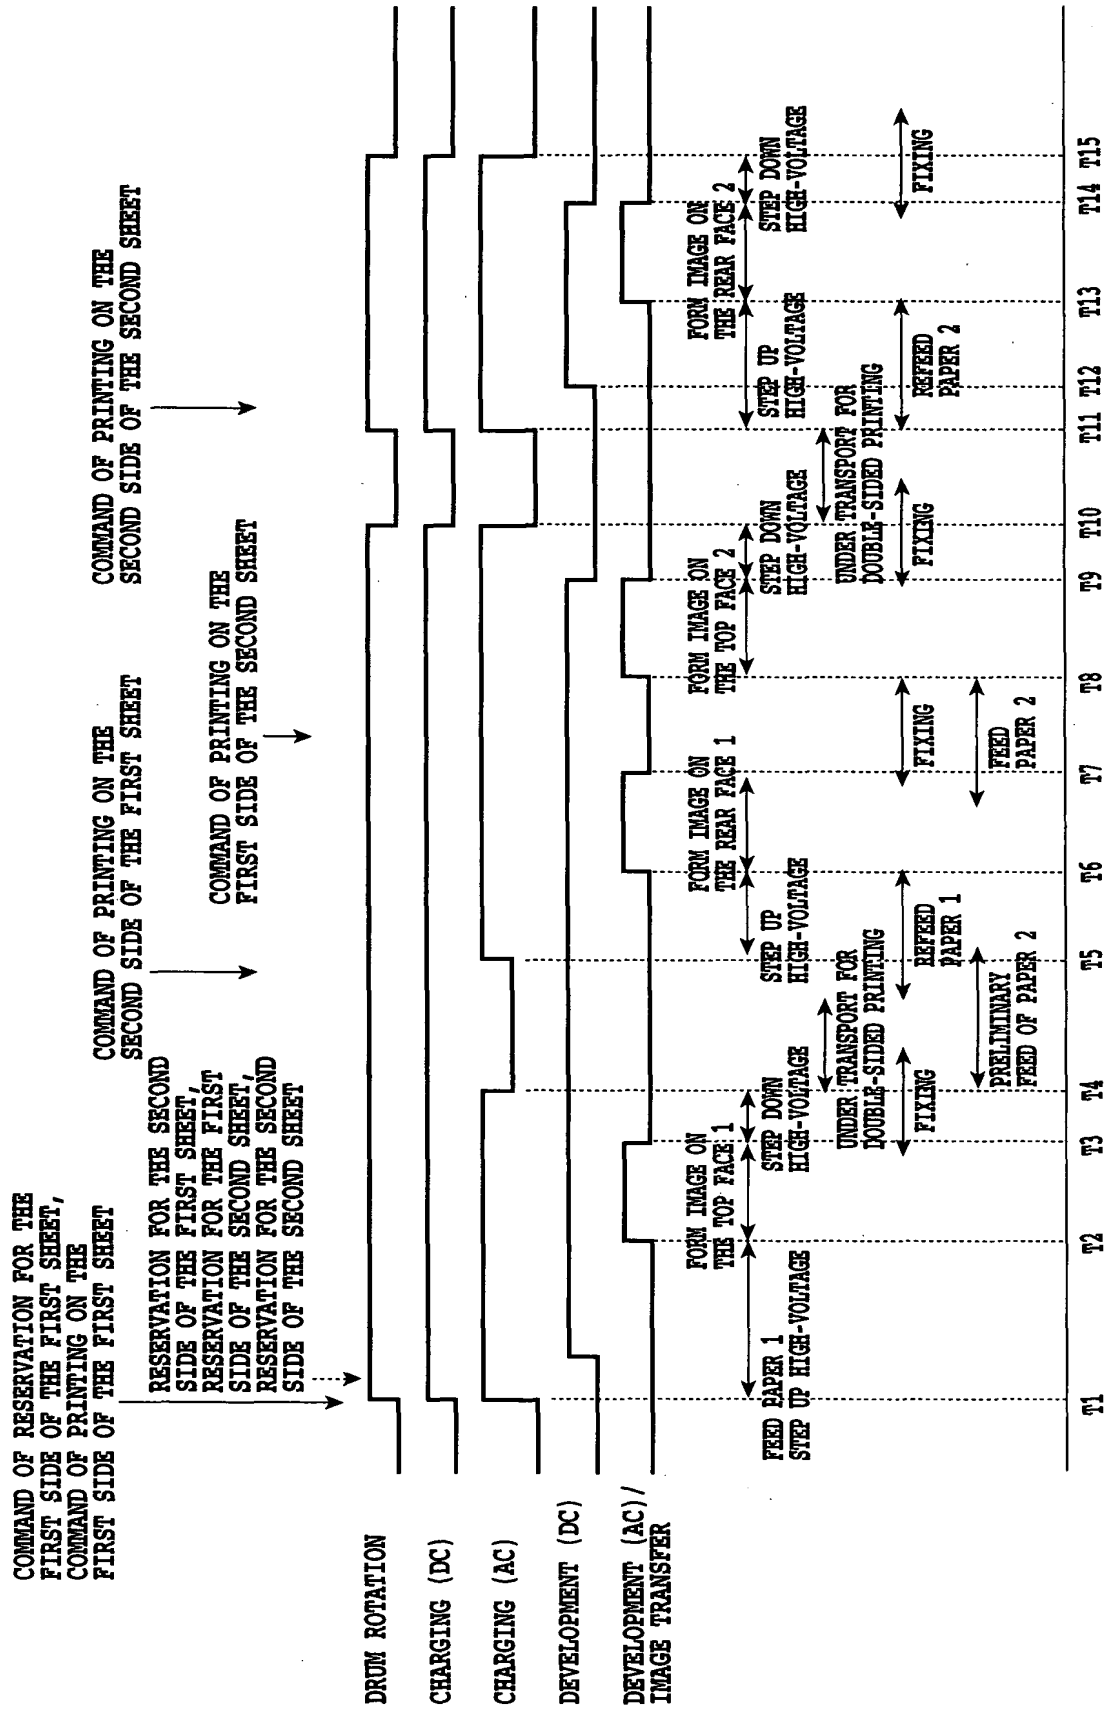 COMMAND OF RESERVATION FOR THE
FIRST SIDE OF THE FIRST SHEET,
COMMAND OF PRINTING ON THE
FIRST SIDE OF THE FIRST SHEET
RESERVATION FOR THE SECOND
SIDE OF THE FIRST SHEET,
RESERVATION FOR THE FIRST
SIDE OF THE SECOND SHEET,
RESERVATION FOR THE SECOND
SIDE OF THE SECOND SHEET
COMMAND OF PRINTING ON THE
SECOND SIDE OF THE FIRST SHEET
COMMAND OF PRINTING ON THE
FIRST SIDE OF THE SECOND SHEET
COMMAND OF PRINTING ON THE
SECOND SIDE OF THE SECOND SHEET
DRUM ROTATION
CHARGING (DC)
CHARGING (AC)
DEVELOPMENT (DC)
DEVELOPMENT (AC)/
IMAGE TRANSFER
FEED PAPER 1
STEP UP HIGH-VOLTAGE
FORM IMAGE ON
THE TOP FACE 1
STEP DOWN
HIGH-VOLTAGE
UNDER TRANSPORT FOR
DOUBLE-SIDED PRINTING
FIXING
PRELIMINARY
FEED OF PAPER 2
STEP UP
HIGH-VOLTAGE
REFEED
PAPER 1
FORM IMAGE ON
THE REAR FACE 1
FIXING
FEED
PAPER 2
FORM IMAGE ON
THE TOP FACE 2
STEP DOWN
HIGH-VOLTAGE
UNDER TRANSPORT FOR
DOUBLE-SIDED PRINTING
FIXING
STEP UP
HIGH-VOLTAGE
REFEED
PAPER 2
FORM IMAGE ON
THE REAR FACE 2
STEP DOWN
HIGH-VOLTAGE
FIXING
T1
T2
T3
T4
T5
T6
T7
T8
T9
T10
T11
T12
T13
T14
T15